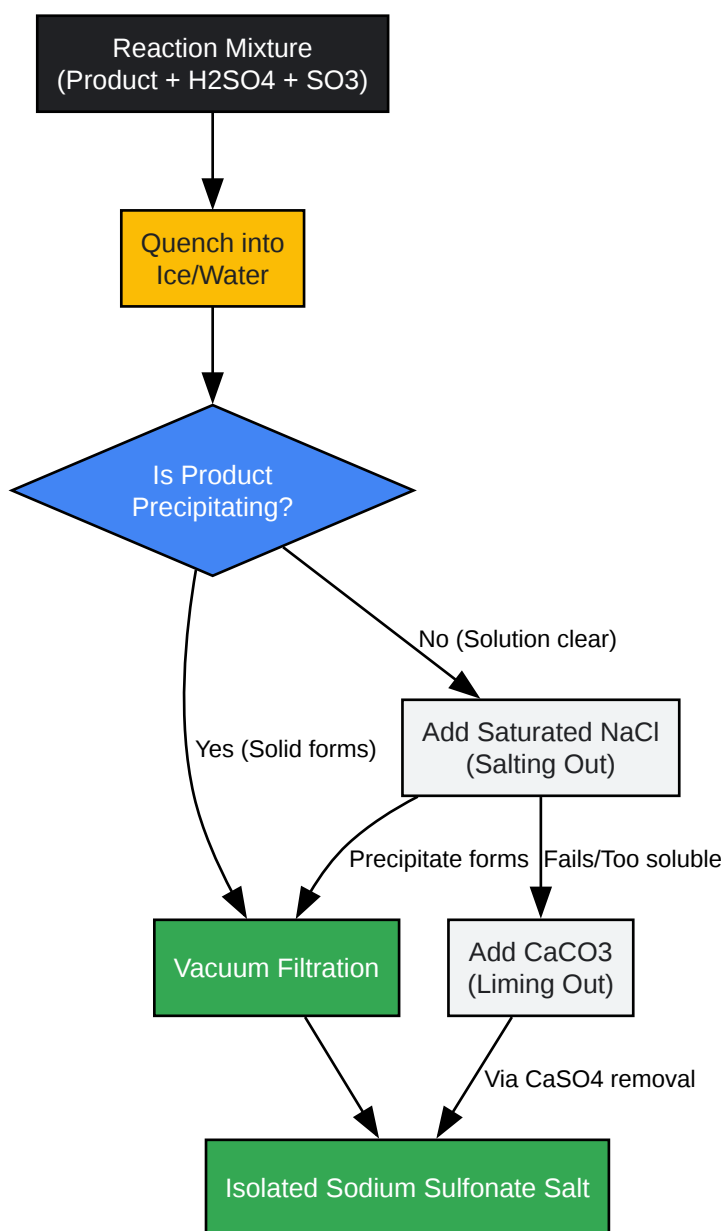 Reaction Mixture
(Product + H2SO4 + SO3)
Quench into
Ice/Water
Is Product
Precipitating?
No (Solution clear)
Yes (Solid forms)
Add Saturated NaCl
(Salting Out)
Precipitate forms
Fails/Too soluble
Vacuum Filtration
Add CaCO3
(Liming Out)
Via CaSO4 removal
Isolated Sodium Sulfonate Salt